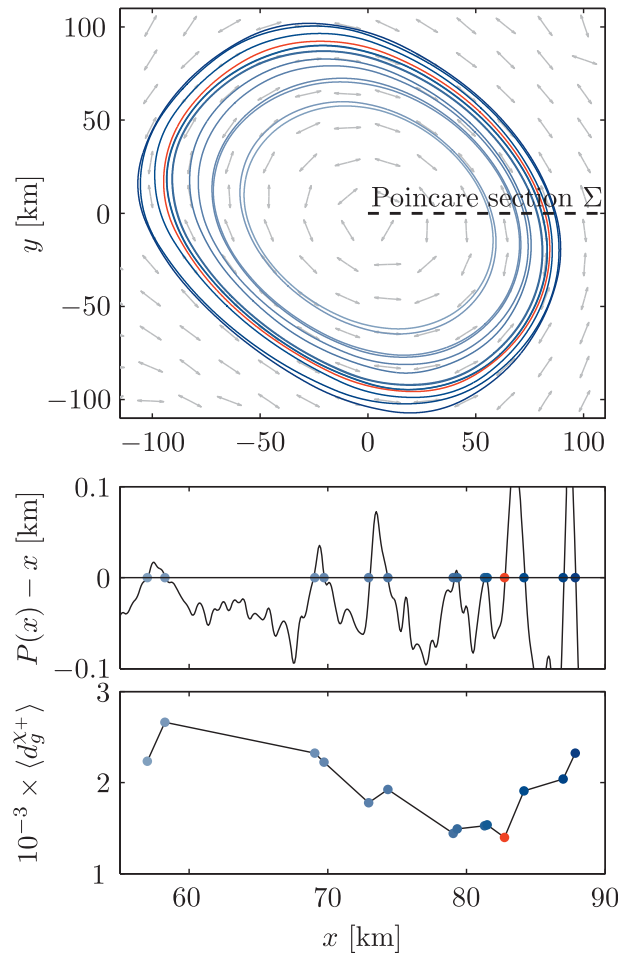 100
50
0
−50
−100
y [km]
Poincare section Σ
−100 −50 0 50 100
0.1
0
−0.1
P(x) − x [km]
3
2
1
10⁻³ × ⟨d_g^{χ+}⟩
60 70 80 90
x [km]